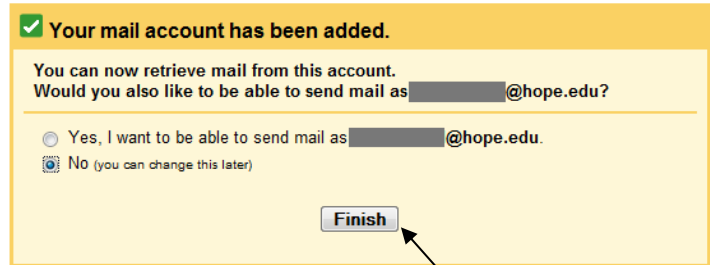 Your mail account has been added.
You can now retrieve mail from this account.
Would you also like to be able to send mail as @hope.edu?
Yes, I want to be able to send mail as @hope.edu.
No (you can change this later)
Finish